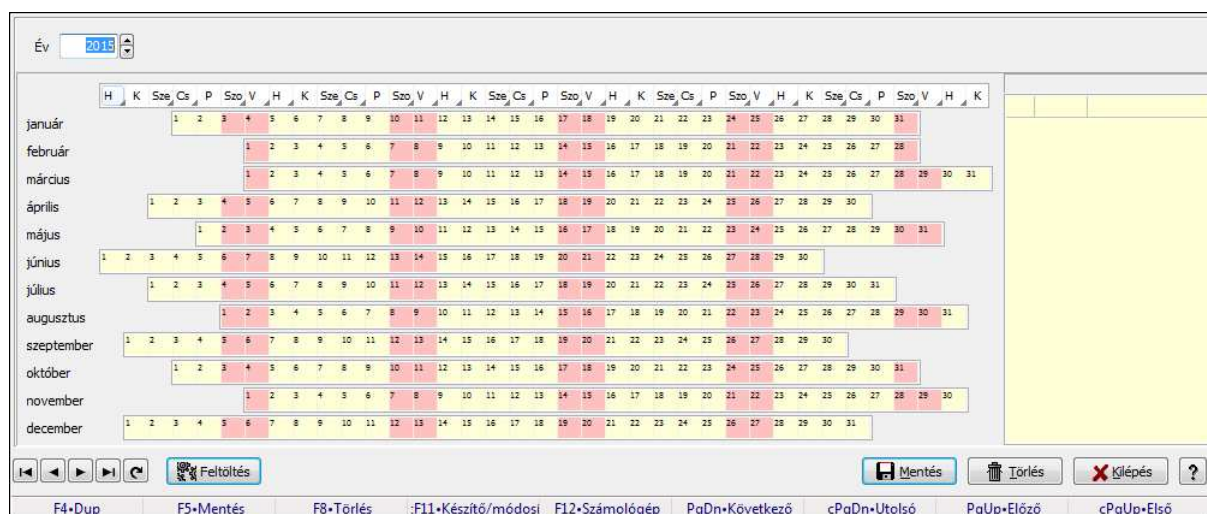 Év 2015
H K Sze Cs P Szo V H K Sze Cs P Szo V H K Sze Cs P Szo V H K Sze Cs P Szo V H K Sze Cs P Szo V H K
január 1 2 3 4 5 6 7 8 9 10 11 12 13 14 15 16 17 18 19 20 21 22 23 24 25 26 27 28 29 30 31
február 1 2 3 4 5 6 7 8 9 10 11 12 13 14 15 16 17 18 19 20 21 22 23 24 25 26 27 28
március 1 2 3 4 5 6 7 8 9 10 11 12 13 14 15 16 17 18 19 20 21 22 23 24 25 26 27 28 29 30 31
április 1 2 3 4 5 6 7 8 9 10 11 12 13 14 15 16 17 18 19 20 21 22 23 24 25 26 27 28 29 30
május 1 2 3 4 5 6 7 8 9 10 11 12 13 14 15 16 17 18 19 20 21 22 23 24 25 26 27 28 29 30 31
június 1 2 3 4 5 6 7 8 9 10 11 12 13 14 15 16 17 18 19 20 21 22 23 24 25 26 27 28 29 30
július 1 2 3 4 5 6 7 8 9 10 11 12 13 14 15 16 17 18 19 20 21 22 23 24 25 26 27 28 29 30 31
augusztus 1 2 3 4 5 6 7 8 9 10 11 12 13 14 15 16 17 18 19 20 21 22 23 24 25 26 27 28 29 30 31
szeptember 1 2 3 4 5 6 7 8 9 10 11 12 13 14 15 16 17 18 19 20 21 22 23 24 25 26 27 28 29 30
október 1 2 3 4 5 6 7 8 9 10 11 12 13 14 15 16 17 18 19 20 21 22 23 24 25 26 27 28 29 30 31
november 1 2 3 4 5 6 7 8 9 10 11 12 13 14 15 16 17 18 19 20 21 22 23 24 25 26 27 28 29 30
december 1 2 3 4 5 6 7 8 9 10 11 12 13 14 15 16 17 18 19 20 21 22 23 24 25 26 27 28 29 30 31
Feltöltés Mentés Törlés Kilépés ?
F4•Dup F5•Mentés F8•Törlés :F11•Készítő/módosí F12•Számológép PgDn•Következő cPgDn•Utolsó PgUp•Előző cPgUp•Első